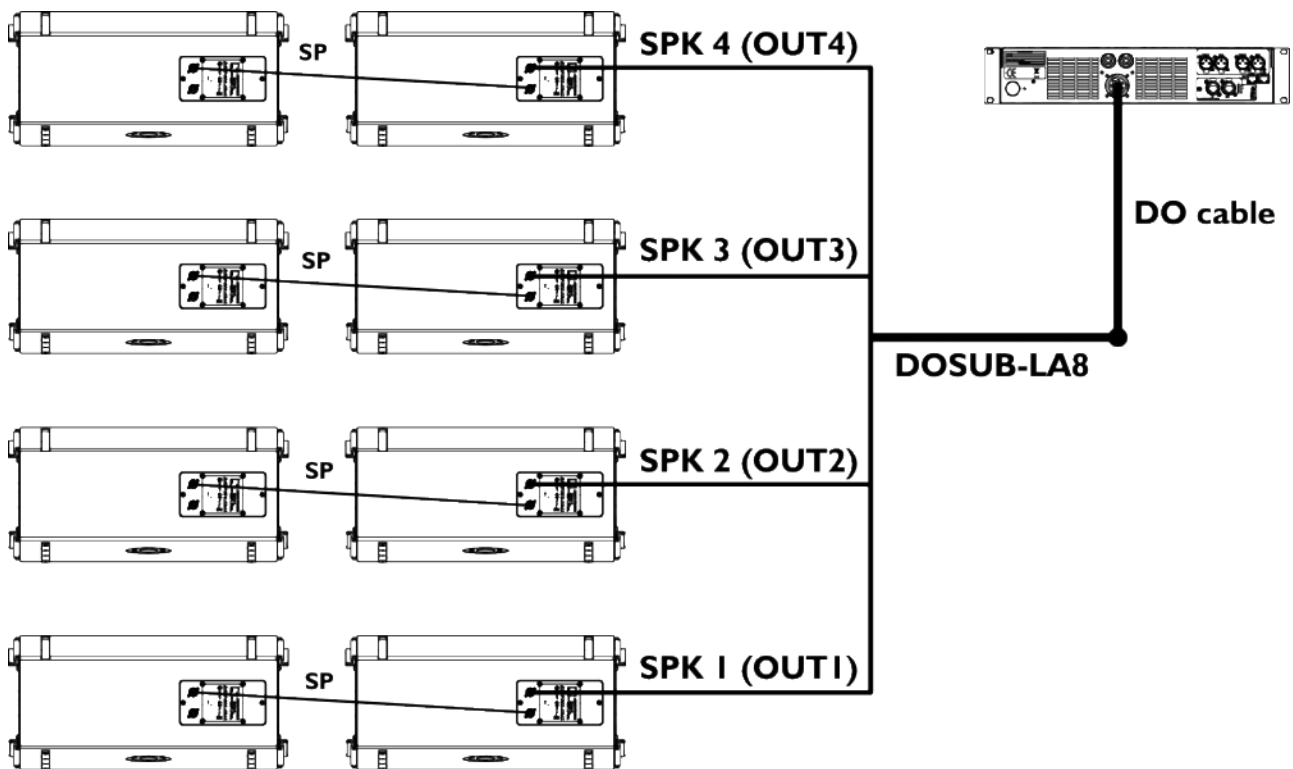 SP
SPK 4 (OUT4)
SP
SPK 3 (OUT3)
DO cable
DOSUB-LA8
SP
SPK 2 (OUT2)
SP
SPK 1 (OUT1)
CE